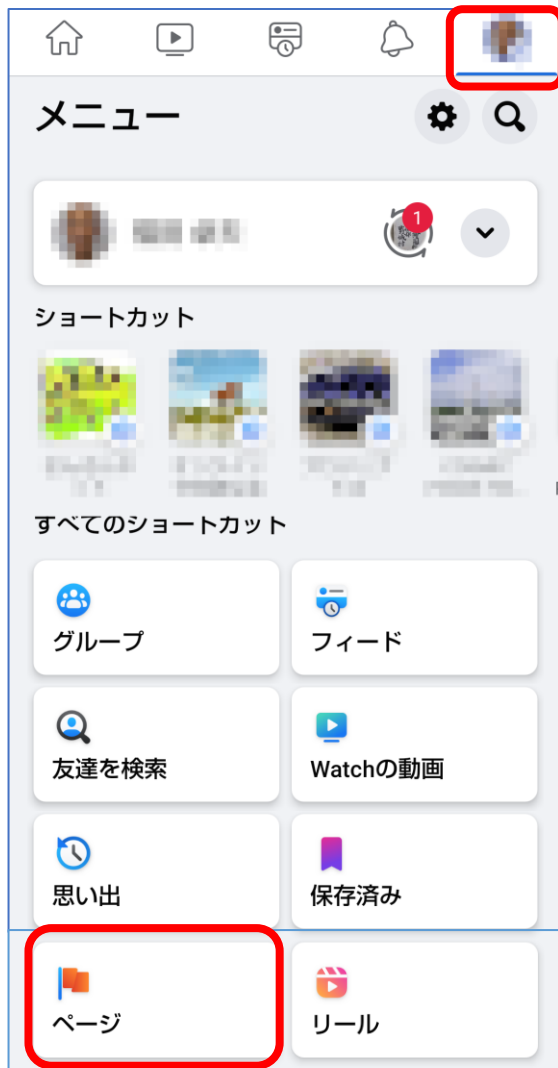 メニュー
1
ショートカット
すべてのショートカット
グループ
フィード
友達を検索
Watchの動画
思い出
保存済み
ページ
リール